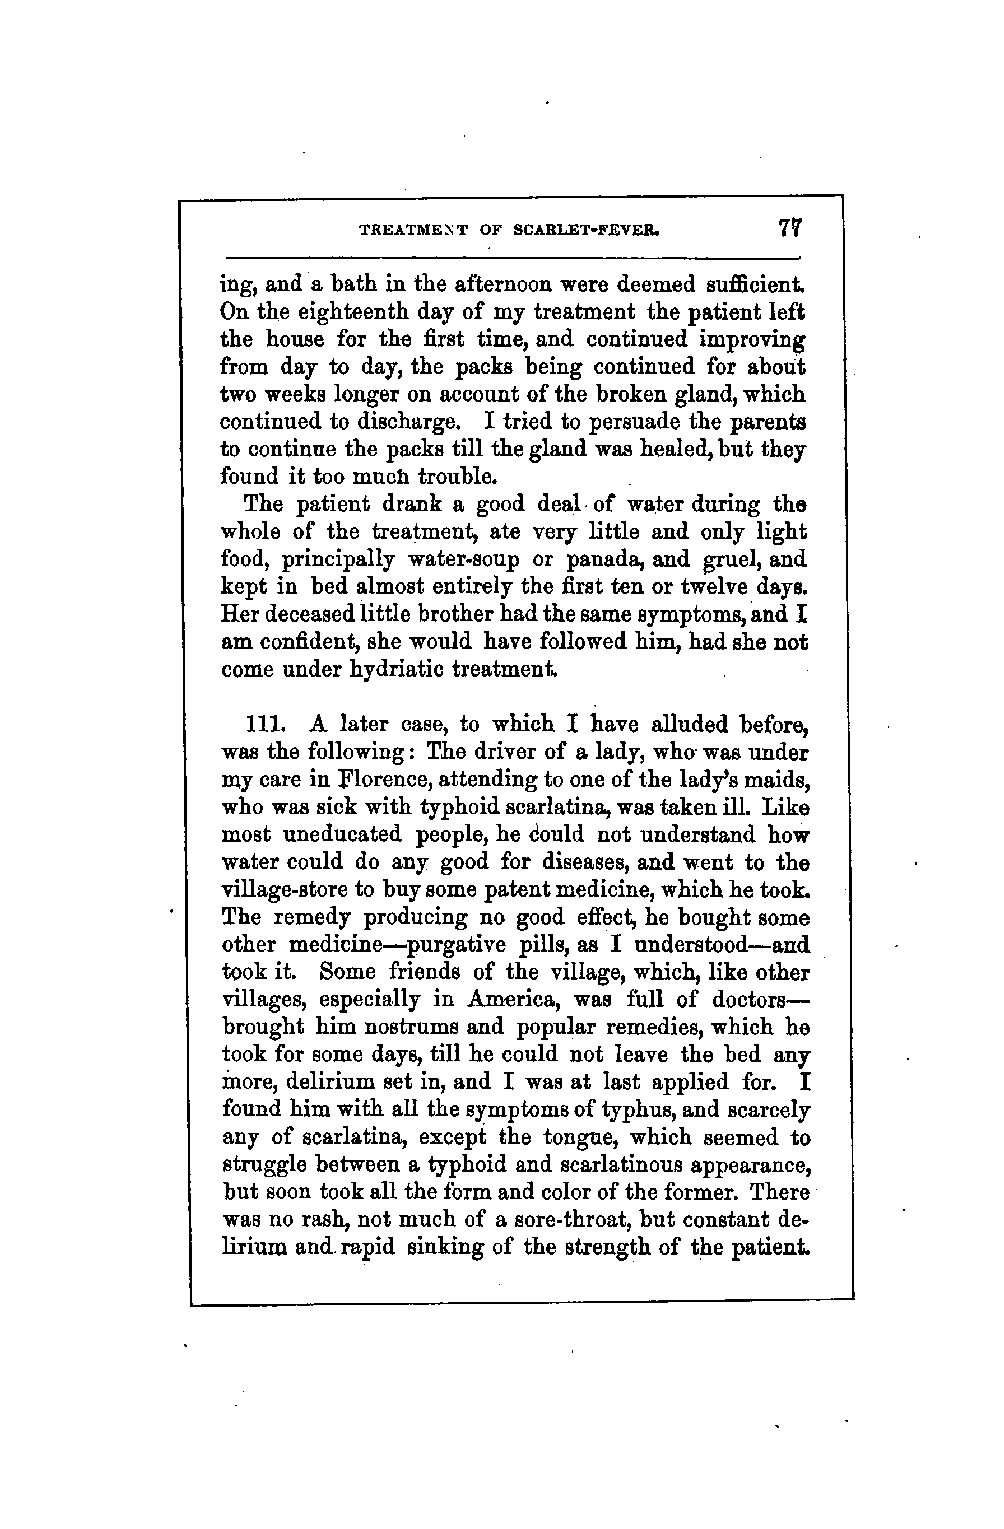 TREATMENT OF SCARLET-FEVER. 77
ing, and a bath in the afternoon were deemed sufficient.
On the eighteenth day of my treatment the patient left
the house for the first time, and continued improving
from day to day, the packs being continued for about
two weeks longer on account of the broken gland, which
continued to discharge. I tried to persuade the parents
to continue the packs till the gland was healed, but they
found it too much trouble.
The patient drank a good deal of water during the
whole of the treatment, ate very little and only light
food, principally water-soup or panada, and gruel, and
kept in bed almost entirely the first ten or twelve days.
Her deceased little brother had the same symptoms, and I
am confident, she would have followed him, had she not
come under hydriatic treatment.
111. A later case, to which I have alluded before,
was the following: The driver of a lady, who was under
my care in Florence, attending to one of the lady's maids,
who was sick with typhoid scarlatina, was taken ill. Like
most uneducated people, he could not understand how
water could do any good for diseases, and went to the
village-store to buy some patent medicine, which he took.
The remedy producing no good effect, he bought some
other medicine—purgative pills, as I understood—and
took it. Some friends of the village, which, like other
villages, especially in America, was full of doctors—
brought him nostrums and popular remedies, which he
took for some days, till he could not leave the bed any
more, delirium set in, and I was at last applied for. I
found him with all the symptoms of typhus, and scarcely
any of scarlatina, except the tongue, which seemed to
struggle between a typhoid and scarlatinous appearance,
but soon took all the form and color of the former. There
was no rash, not much of a sore-throat, but constant de-
lirium and rapid sinking of the strength of the patient.